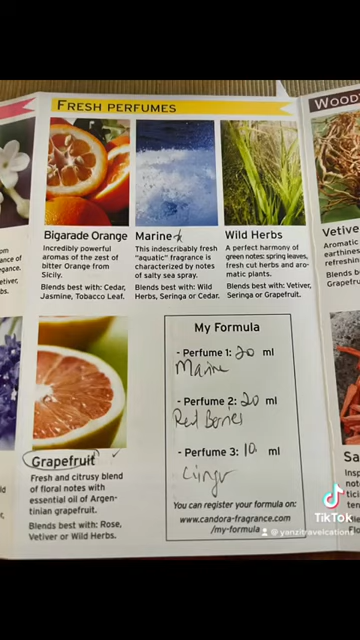 FRESH PERFUMES
WOODY
Bigarade Orange
Incredibly powerful
aromas of the zest of
bitter Orange from
Sicily.
Blends best with: Cedar,
Jasmine, Tobacco Leaf.
Marine
This indescribably fresh
"aquatic" fragrance is
characterized by notes
of salty sea spray.
Blends best with: Wild
Herbs, Seringa or Cedar.
Wild Herbs
A perfect harmony of
green notes: spring leaves,
fresh cut herbs and aro-
matic plants.
Blends best with: Vetiver,
Seringa or Grapefruit.
Grapefruit
Fresh and citrusy blend
of floral notes with
essential oil of Argen-
tinian grapefruit.
Blends best with: Rose,
Vetiver or Wild Herbs.
My Formula
- Perfume 1: 20 ml
Marine
- Perfume 2: 20 ml
Red Berries
- Perfume 3: 10 ml
Ginger
You can register your formula on:
www.candora-fragrance.com
/my-formula
Vetive
Aromatic
earthines
refreshin
Blends be
Grapefru
Sa
Insp
TikTok
@yanzitravelcations